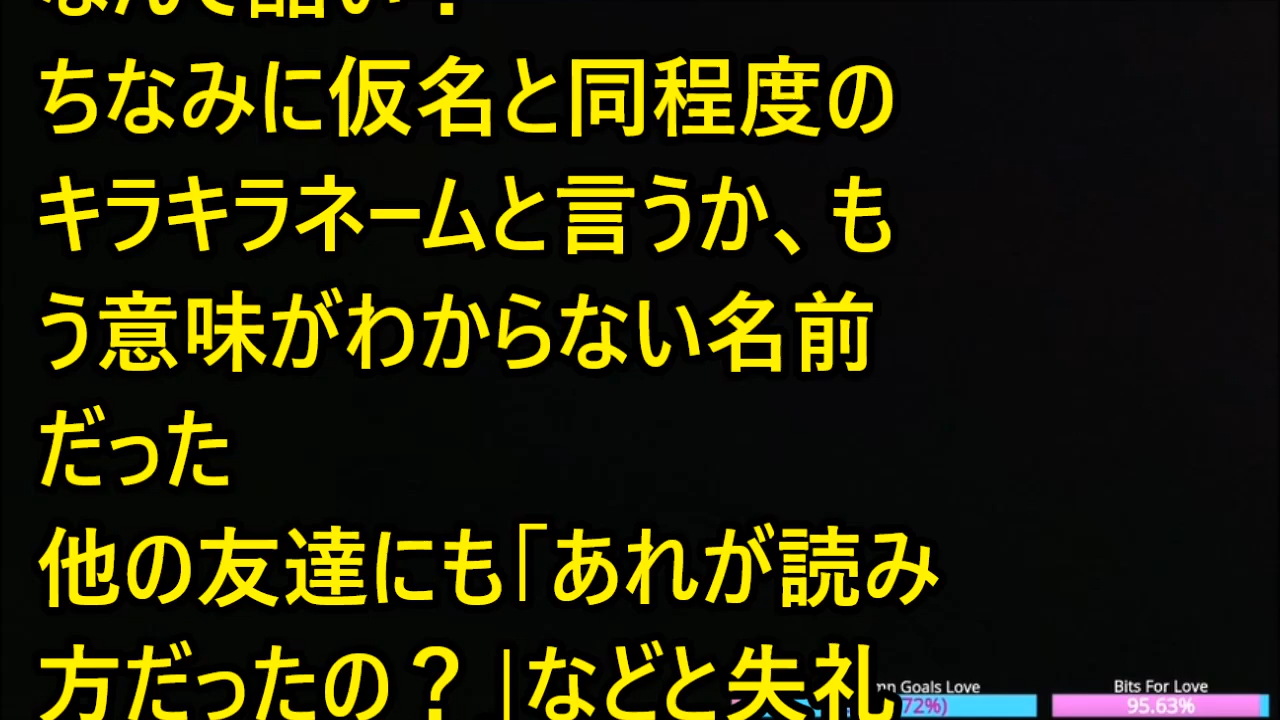 ちなみに仮名と同程度の
キラキラネームと言うか、も
う意味がわからない名前
だった
他の友達にも「あれが読み
方だったの？」などと失礼
Goals Love
72%)
Bits For Love
95.63%